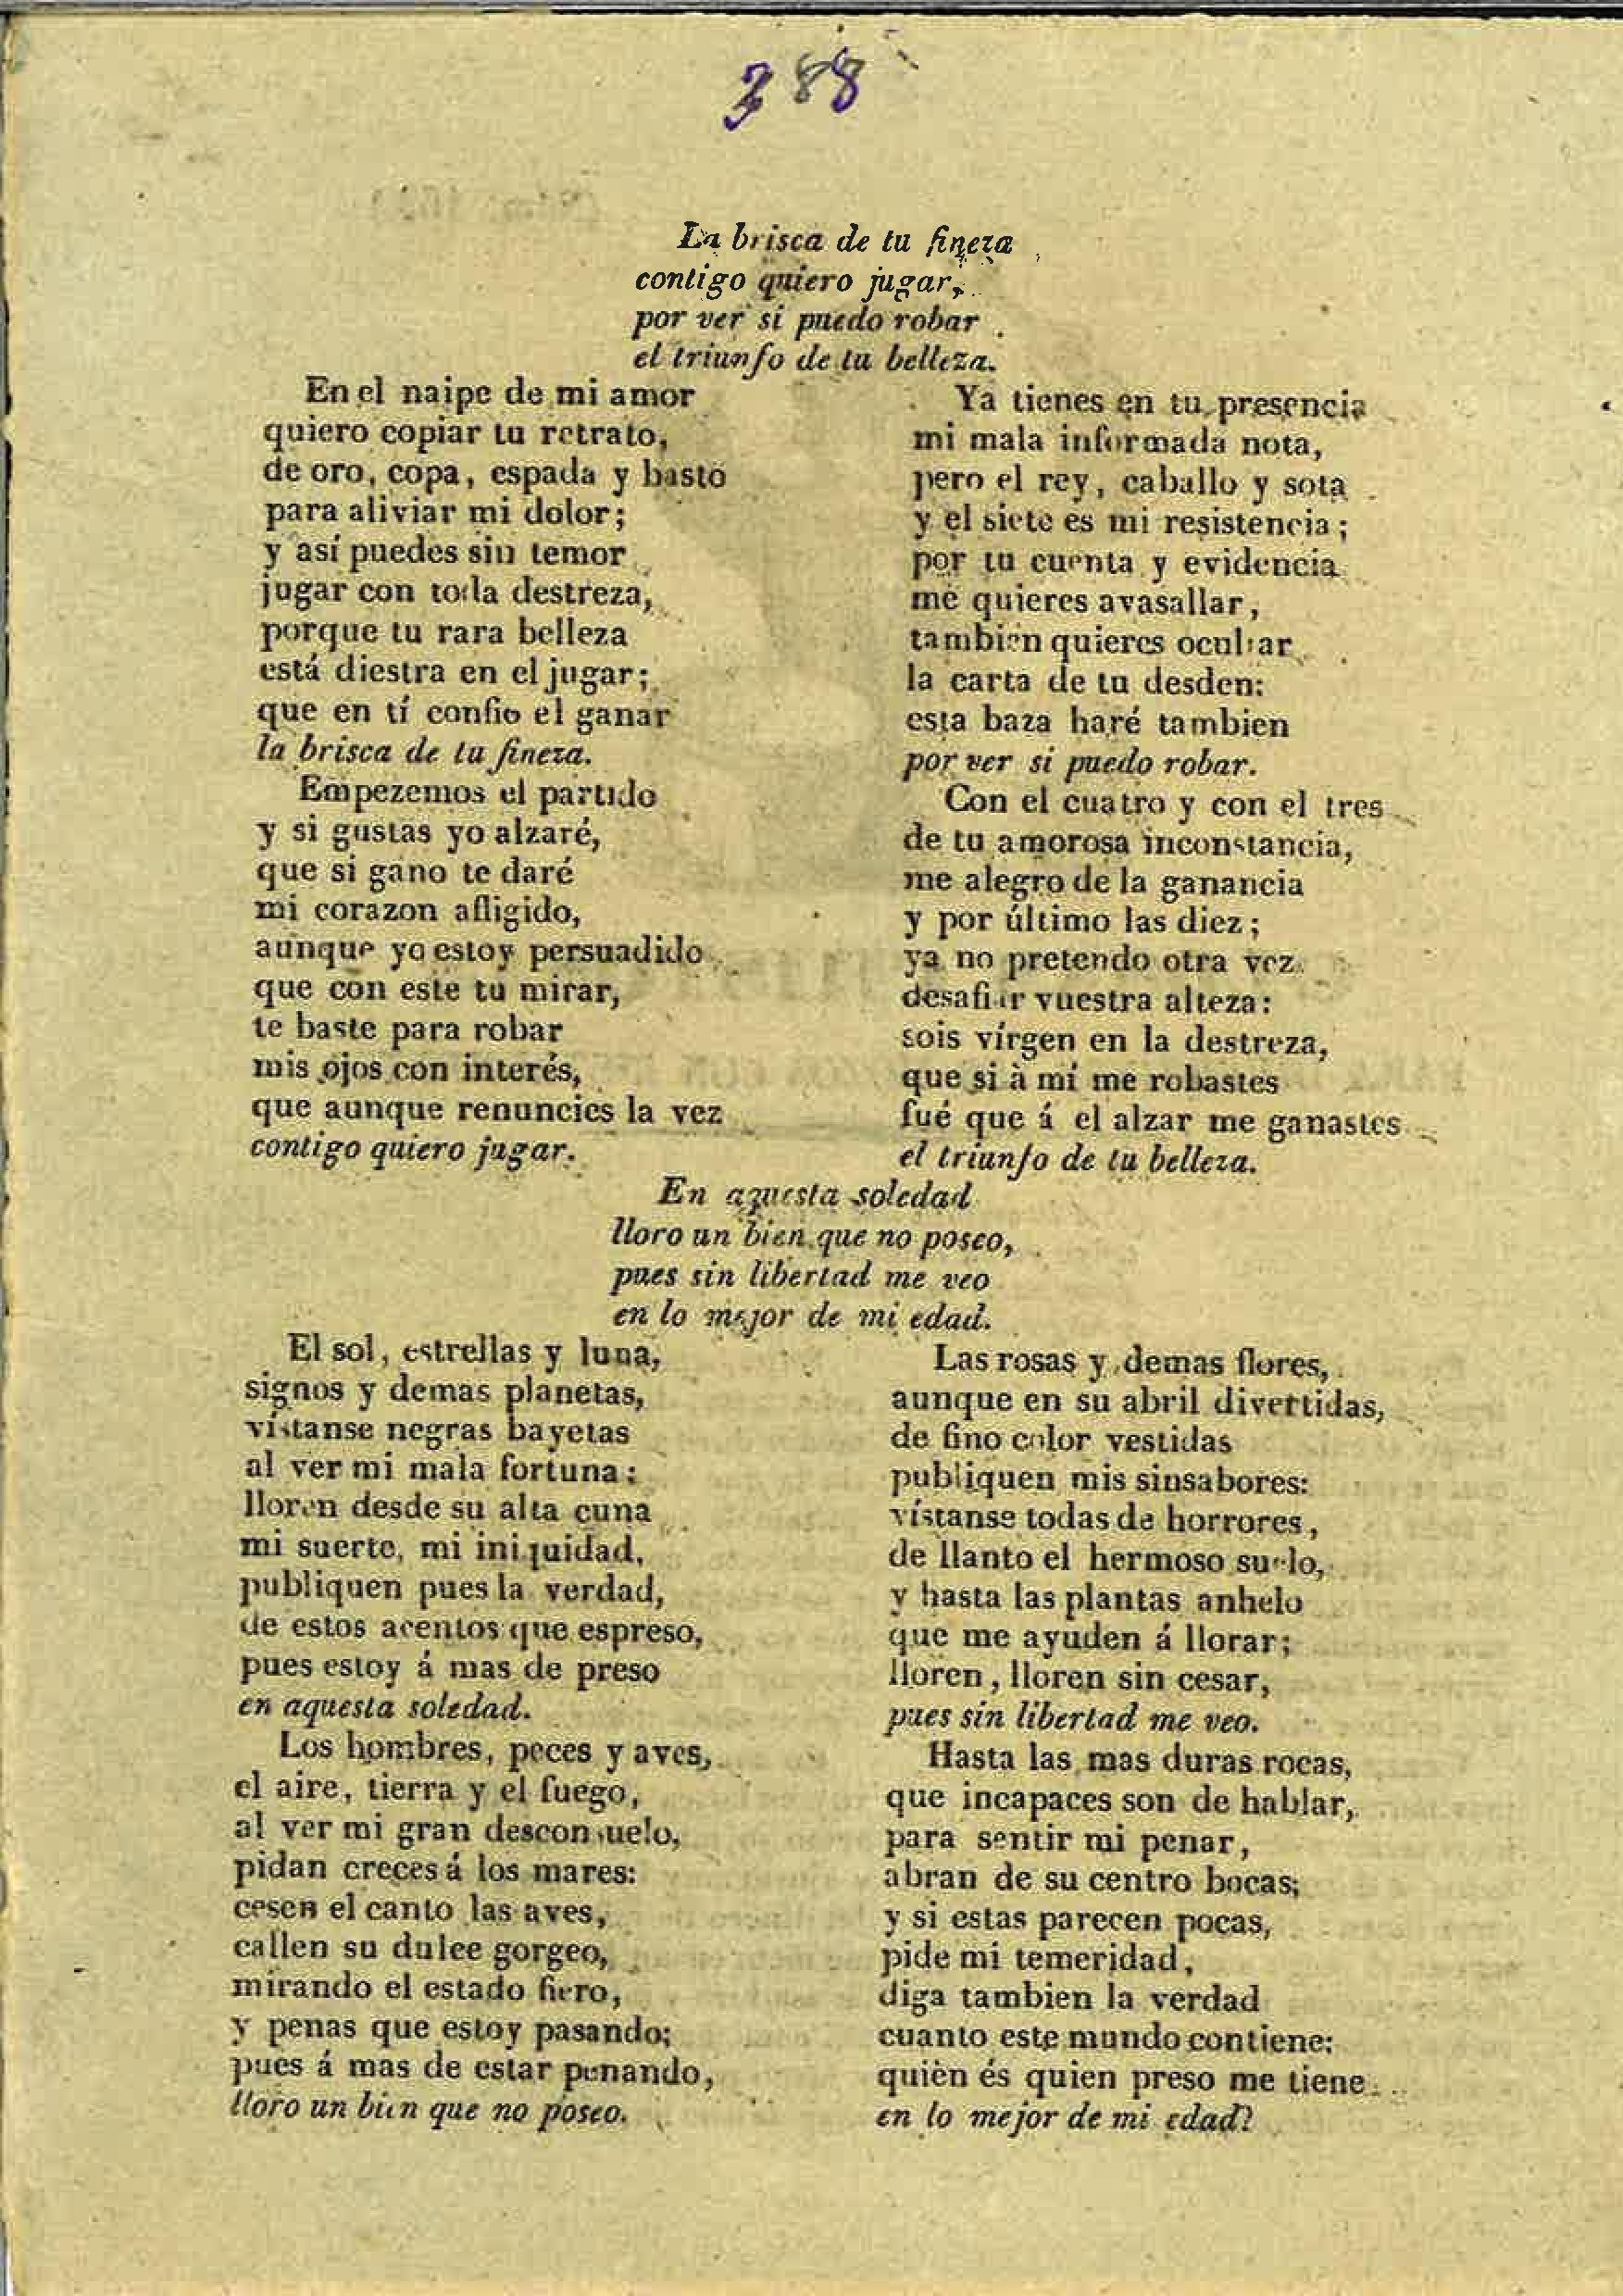 388
La brisca de tu fineza
contigo quiero jugar,
por ver si puedo robar
el triunfo de tu belleza.
En el naipe de mi amor
quiero copiar tu retrato,
de oro, copa, espada y basto
para aliviar mi dolor;
y así puedes sin temor
jugar con toda destreza,
porque tu rara belleza
está diestra en el jugar;
que en tí confio el ganar
la brisca de tu fineza.
Empezemos el partido
y si gustas yo alzaré,
que si gano te daré
mi corazon afligido,
aunque yo estoy persuadido
que con este tu mirar,
te baste para robar
mis ojos con interés,
que aunque renuncies la vez
contigo quiero jugar.
Ya tienes en tu presencia
mi mala informada nota,
pero el rey, caballo y sota
y el siete es mi resistencia;
por tu cuenta y evidencia
me quieres avasallar,
tambien quieres ocultar
la carta de tu desden:
esta baza haré tambien
por ver si puedo robar.
Con el cuatro y con el tres
de tu amorosa inconstancia,
me alegro de la ganancia
y por último las diez;
ya no pretendo otra vez
desafiar vuestra alteza:
sois vírgen en la destreza,
que si à mí me robastes
fué que á el alzar me ganastes
el triunfo de tu belleza.
En aquesta soledad
lloro un bien que no poseo,
pues sin libertad me veo
en lo mejor de mi edad.
El sol, estrellas y luna,
signos y demas planetas,
vístanse negras bayetas
al ver mi mala fortuna:
lloren desde su alta cuna
mi suerte, mi iniquidad,
publiquen pues la verdad,
de estos acentos que espreso,
pues estoy á mas de preso
en aquesta soledad.
Los hombres, peces y aves,
el aire, tierra y el fuego,
al ver mi gran desconsuelo,
pidan creces á los mares:
cesen el canto las aves,
callen su dulce gorgeo,
mirando el estado fiero,
y penas que estoy pasando;
pues á mas de estar penando,
lloro un bien que no poseo.
Las rosas y demas flores,
aunque en su abril divertidas,
de fino color vestidas
publiquen mis sinsabores:
vístanse todas de horrores,
de llanto el hermoso suelo,
y hasta las plantas anhelo
que me ayuden á llorar;
lloren, lloren sin cesar,
pues sin libertad me veo.
Hasta las mas duras rocas,
que incapaces son de hablar,
para sentir mi penar,
abran de su centro bocas;
y si estas parecen pocas,
pide mi temeridad,
diga tambien la verdad
cuanto este mundo contiene:
quièn és quien preso me tiene
en lo mejor de mi edad?